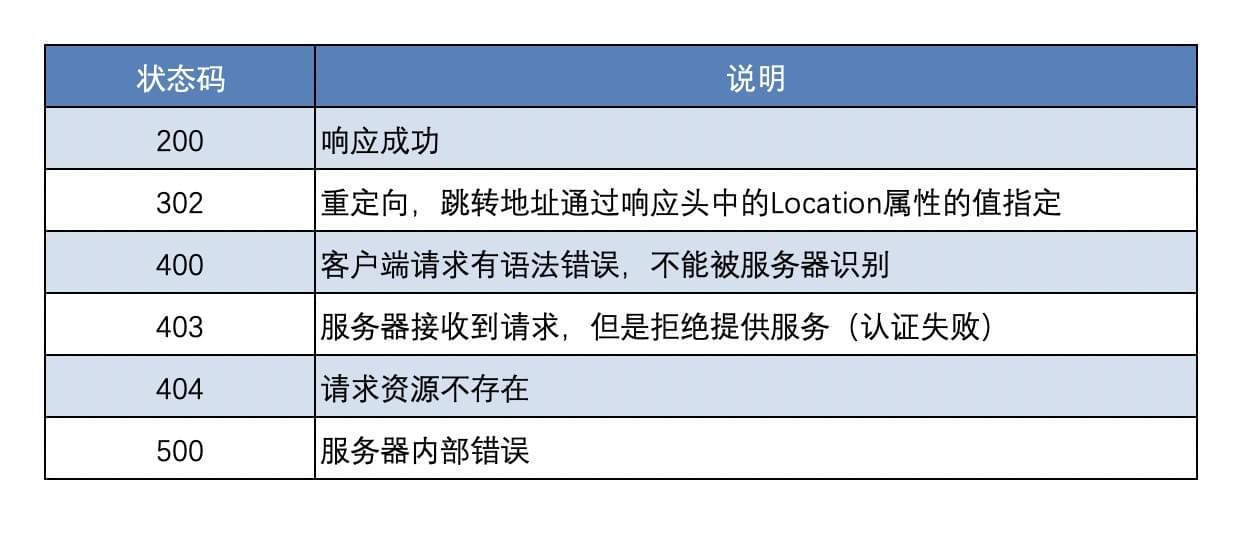 状态码 说明
200 响应成功
302 重定向，跳转地址通过响应头中的Location属性的值指定
400 客户端请求有语法错误，不能被服务器识别
403 服务器接收到请求，但是拒绝提供服务（认证失败）
404 请求资源不存在
500 服务器内部错误